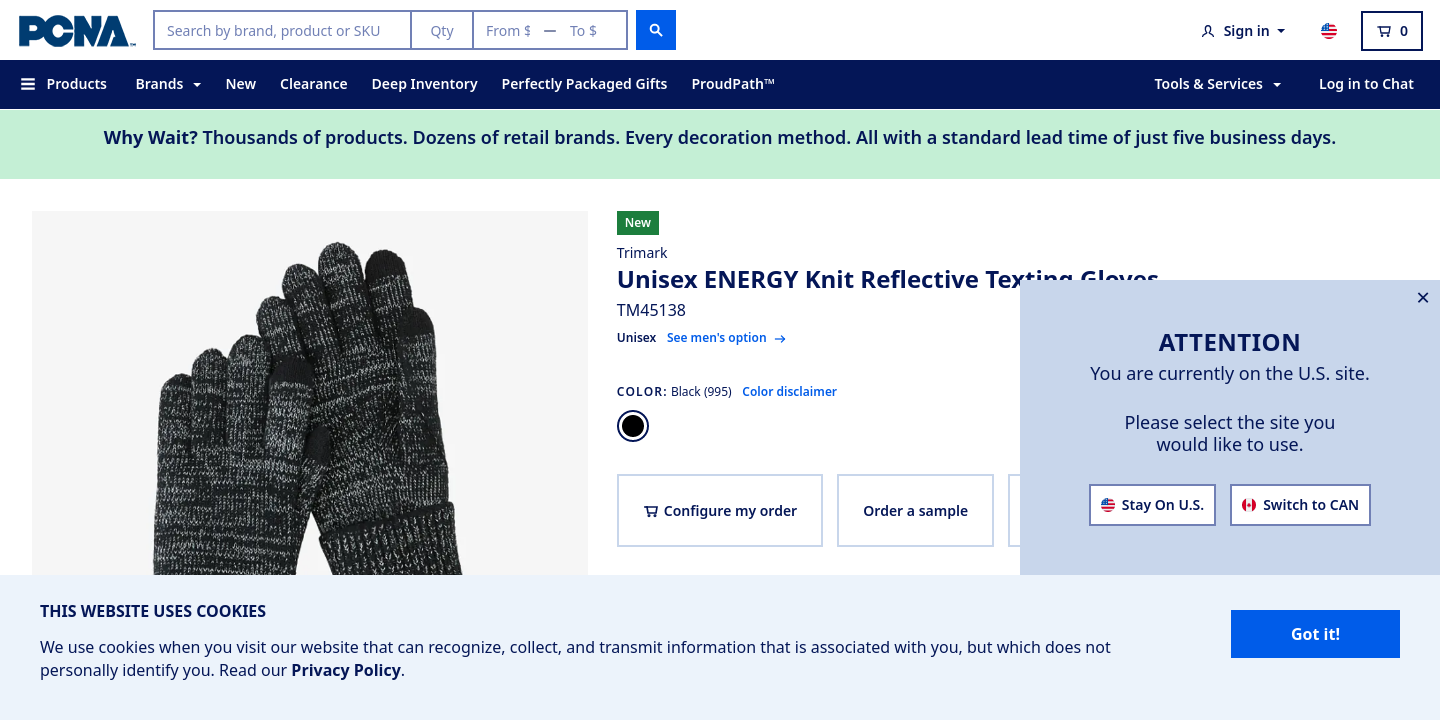 PCNA™
Search by brand, product or SKU
Qty
From $ — To $
Sign in
0
Products
Brands
New
Clearance
Deep Inventory
Perfectly Packaged Gifts
ProudPath™
Tools & Services
Log in to Chat
Why Wait? Thousands of products. Dozens of retail brands. Every decoration method. All with a standard lead time of just five business days.
New
Trimark
Unisex ENERGY Knit Reflective Texting Gloves
TM45138
Unisex See men's option →
COLOR: Black (995) Color disclaimer
Configure my order
Order a sample
ATTENTION
You are currently on the U.S. site.
Please select the site you
would like to use.
Stay On U.S.
Switch to CAN
THIS WEBSITE USES COOKIES
We use cookies when you visit our website that can recognize, collect, and transmit information that is associated with you, but which does not
personally identify you. Read our Privacy Policy.
Got it!